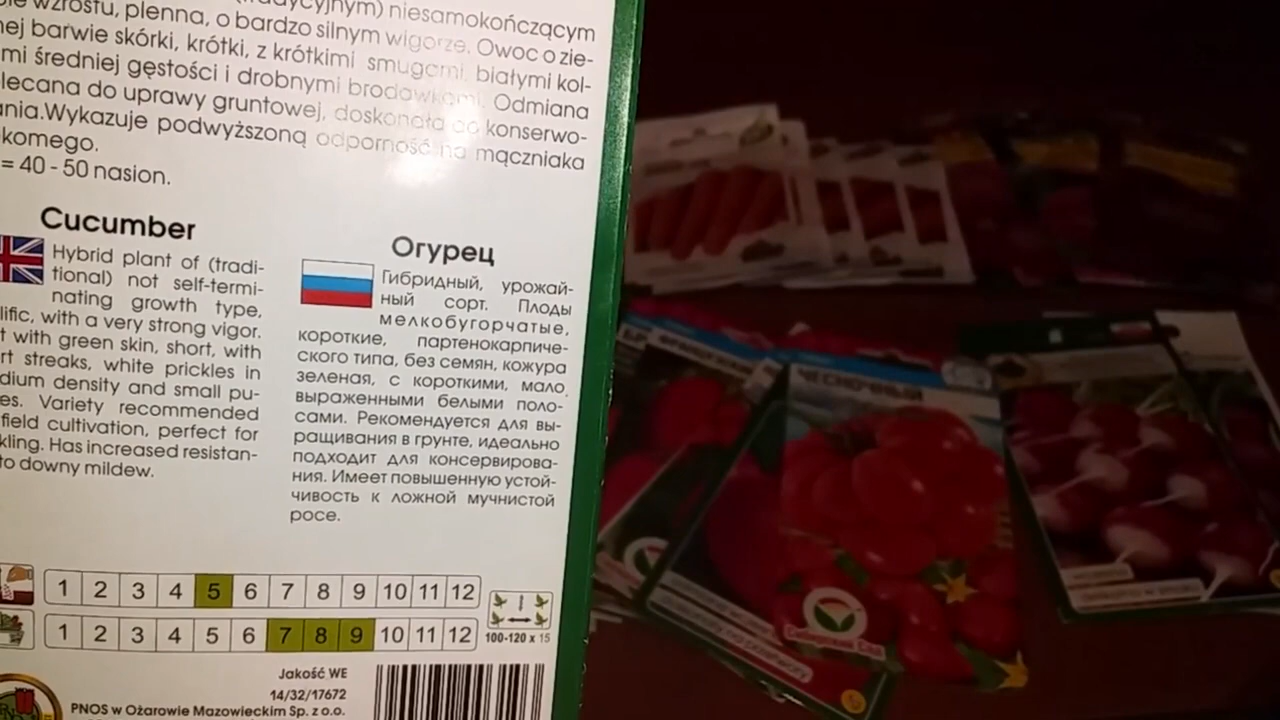 wzrostu, plenna, o bardzo silnym wigorze. Owoc o zie-
nej barwie skórki, krótki, z krótkimi smugami, białymi kol-
mi średniej gęstości i drobnymi brodawkami. Odmiana
lecana do uprawy gruntowej, doskonała do konserwo-
ania.Wykazuje podwyższoną odporność na mączniaka
komego.
= 40 - 50 nasion.
Cucumber
Hybrid plant of (tradi-
tional) not self-termi-
nating growth type,
lific, with a very strong vigor.
t with green skin, short, with
rt streaks, white prickles in
dium density and small pu-
es. Variety recommended
field cultivation, perfect for
kling. Has increased resistan-
to downy mildew.
Огурец
Гибридный, урожай-
ный сорт. Плоды
мелкобугорчатые,
короткие, партенокарпиче-
ского типа, без семян, кожура
зеленая, с короткими, мало
выраженными белыми поло-
сами. Рекомендуется для вы-
ращивания в грунте, идеально
подходит для консервирова-
ния. Имеет повышенную устой-
чивость к ложной мучнистой
росе.
1 2 3 4 5 6 7 8 9 10 11 12
1 2 3 4 5 6 7 8 9 10 11 12
100-120 x 15
Jakość WE
14/32/17672
PNOS w Ożarowie Mazowieckim Sp. z o.o.
ЧЕСНОЧНЫЙ
Сибирский Сад